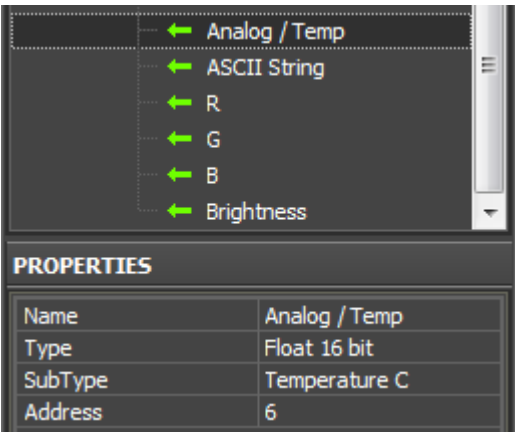 Analog / Temp
ASCII String
R
G
B
Brightness
PROPERTIES
Name Analog / Temp
Type Float 16 bit
SubType Temperature C
Address 6